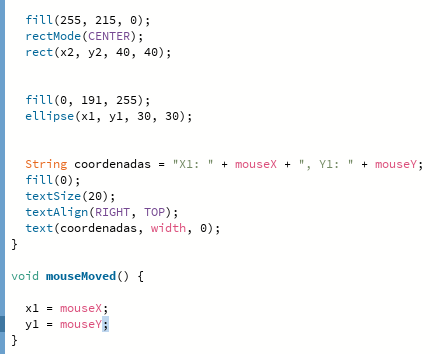 fill(255, 215, 0);
rectMode(CENTER);
rect(x2, y2, 40, 40);
fill(0, 191, 255);
ellipse(x1, y1, 30, 30);
String coordenadas = "X1: " + mouseX + ", Y1: " + mouseY;
fill(0);
textSize(20);
textAlign(RIGHT, TOP);
text(coordenadas, width, 0);
}
void mouseMoved() {
x1 = mouseX;
y1 = mouseY;
}